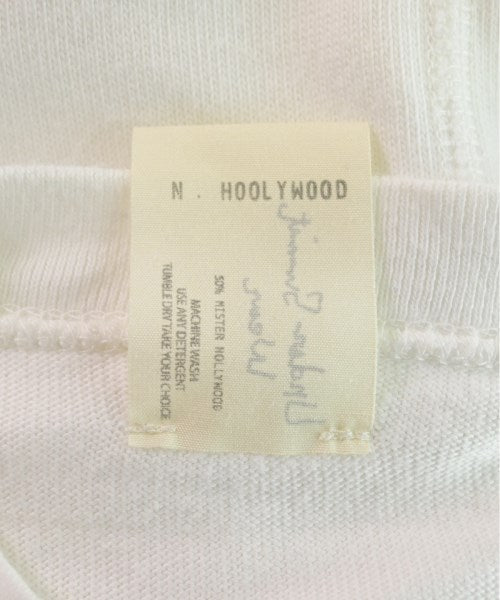 N. HOOLYWOOD
50% MISTER HOLLYWOOD
MACHINE WASH
USE ANY DETERGENT
TUMBLE DRY TAKE YOUR CHOICE